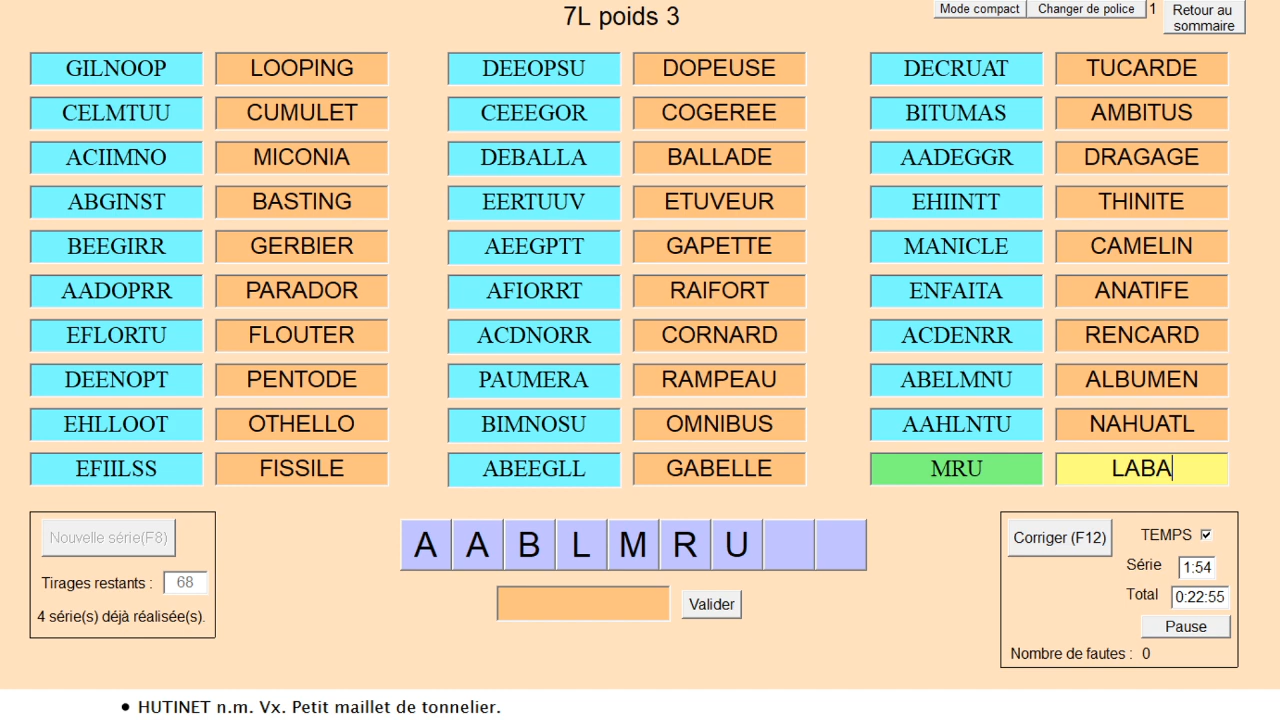 7L poids 3
Mode compact Changer de police 1 Retour au sommaire
GILNOOP LOOPING DEEOPSU DOPEUSE DECRUAT TUCARDE
CELMTUU CUMULET CEEEGOR COGEREE BITUMAS AMBITUS
ACIIMNO MICONIA DEBALLA BALLADE AADEGGR DRAGAGE
ABGINST BASTING EERTUUV ETUVEUR EHIINTT THINITE
BEEGIRR GERBIER AEEGPTT GAPETTE MANICLE CAMELIN
AADOPRR PARADOR AFIORRT RAIFORT ENFAITA ANATIFE
EFLORTU FLOUTER ACDNORR CORNARD ACDENRR RENCARD
DEENOPT PENTODE PAUMERA RAMPEAU ABELMNU ALBUMEN
EHLLOOT OTHELLO BIMNOSU OMNIBUS AAHLNTU NAHUATL
EFIILSS FISSILE ABEEGLL GABELLE MRU LABA
Nouvelle série(F8)
Tirages restants : 68
4 série(s) déjà réalisée(s).
A A B L M R U
Valider
Corriger (F12) TEMPS
Série 1:54
Total 0:22:55
Pause
Nombre de fautes : 0
• HUTINET n.m. Vx. Petit maillet de tonnelier.